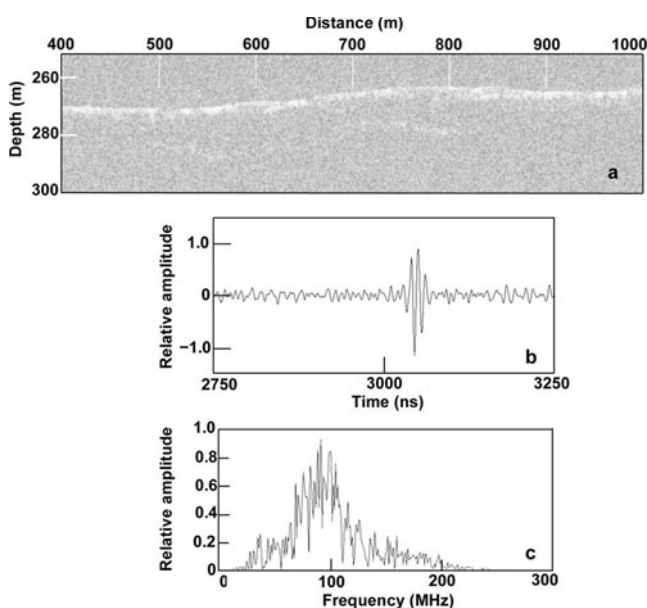 Distance (m)
400 500 600 700 800 900 1000
Depth (m)
260
280
300
a
Relative amplitude
1.0
0
−1.0
b
2750 3000 3250
Time (ns)
Relative amplitude
1.0
0.8
0.6
0.4
0.2
0
c
0 100 200 300
Frequency (MHz)